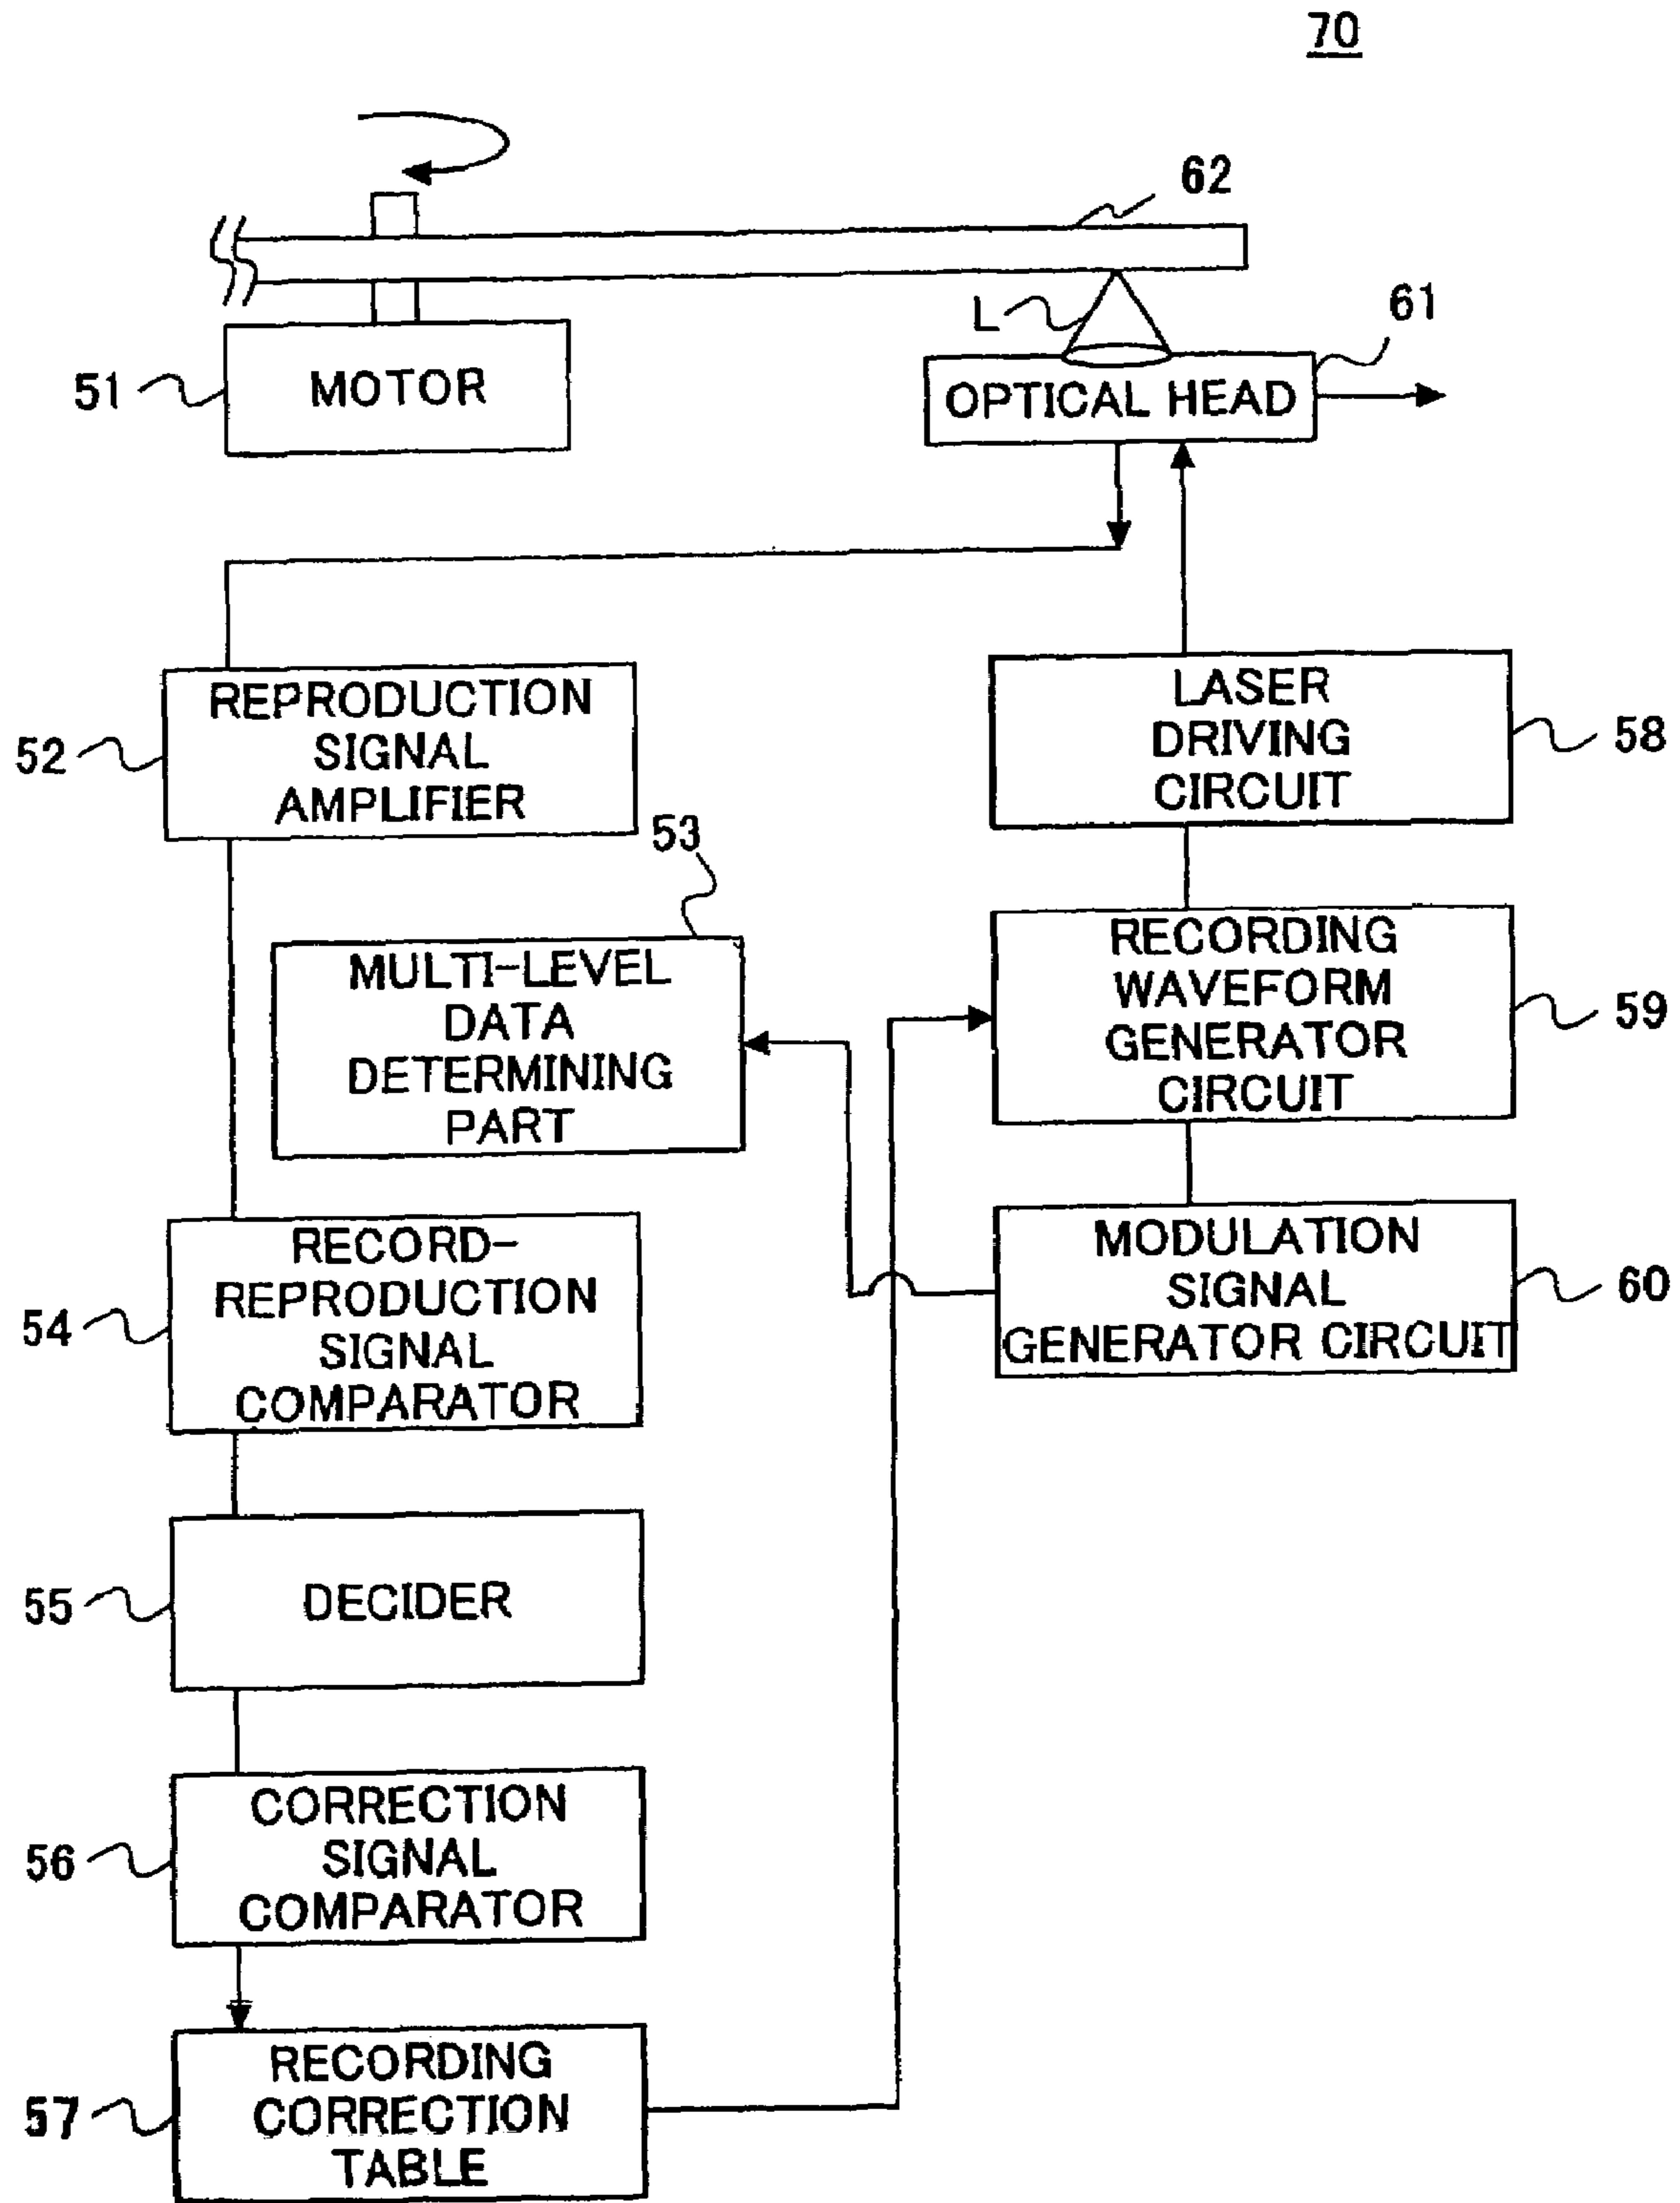 70
62
L
61
51
MOTOR
OPTICAL HEAD
52
REPRODUCTION
SIGNAL
AMPLIFIER
LASER
DRIVING
CIRCUIT
58
53
MULTI-LEVEL
DATA
DETERMINING
PART
RECORDING
WAVEFORM
GENERATOR
CIRCUIT
59
54
RECORD-
REPRODUCTION
SIGNAL
COMPARATOR
MODULATION
SIGNAL
GENERATOR CIRCUIT
60
55
DECIDER
56
CORRECTION
SIGNAL
COMPARATOR
57
RECORDING
CORRECTION
TABLE